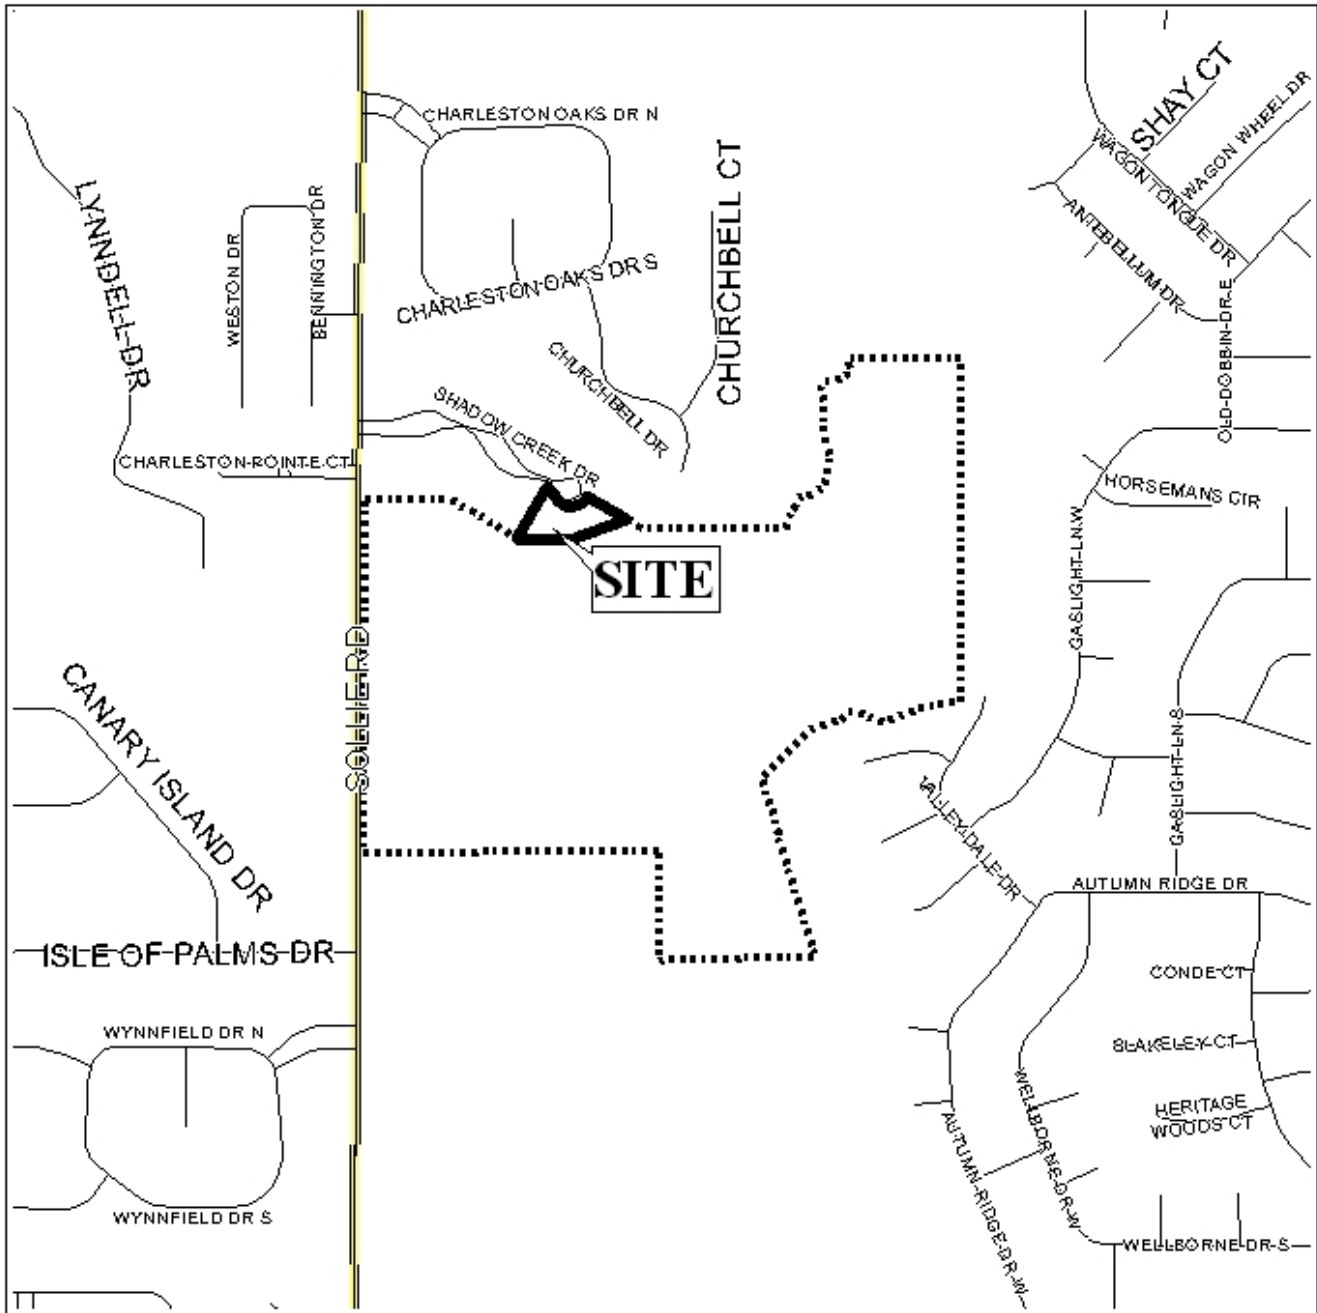 SHAY CT
WAGON WHEEL DR
CHARLESTON OAKS DR N
WAGON TONGUE DR
CHURCHBELL CT
LYNNDELL DR
WESTON DR
BENNINGTON DR
ANTEBELLUM DR
CHARLESTON OAKS DR S
OLD DOBBIN DR E
CHURCHBELL DR
SHADOW CREEK DR
CHARLESTON POINTE CT
HORSEMANS CIR
GASLIGHT LN W
SITE
SOLLIE RD
CANARY ISLAND DR
GASLIGHT LN S
VALLEY DALE DR
AUTUMN RIDGE DR
ISLE OF PALMS DR
CONDE CT
WYNNFIELD DR N
BLAKELEY CT
HERITAGE
WOODS CT
WELLBORNE DR W
AUTUMN RIDGE DR W
WYNNFIELD DR S
WELLBORNE DR S